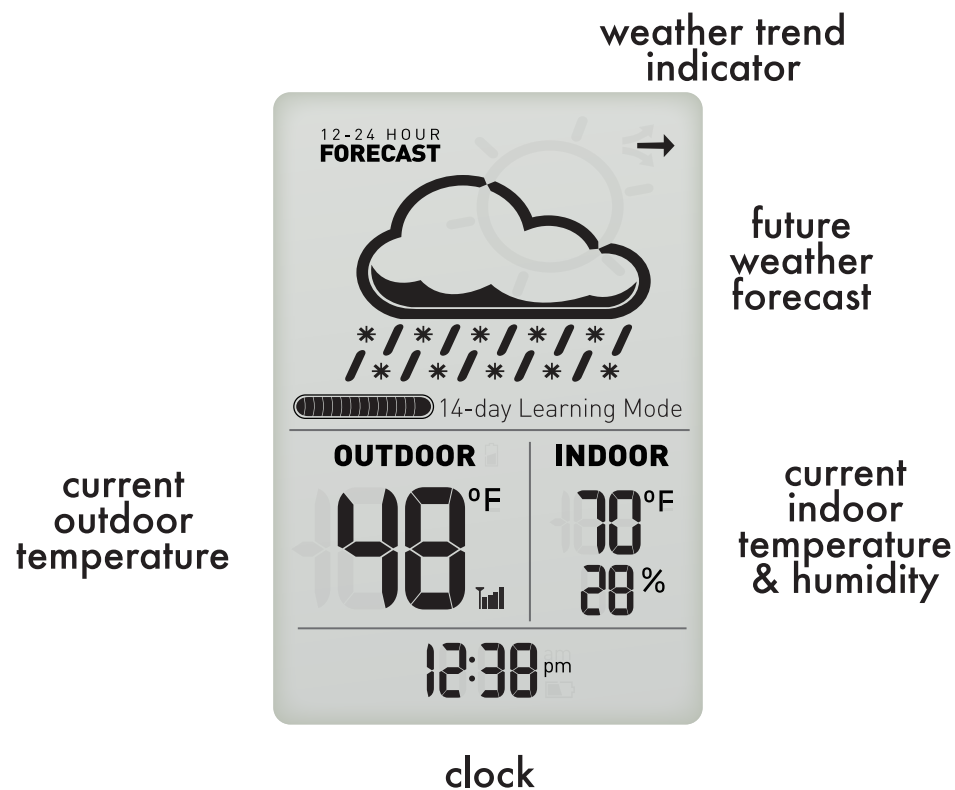 weather trend
indicator
12-24 HOUR
FORECAST
future
weather
forecast
14-day Learning Mode
OUTDOOR
INDOOR
current
outdoor
temperature
48 °F
70 °F
28 %
current
indoor
temperature
& humidity
12:38 pm
clock